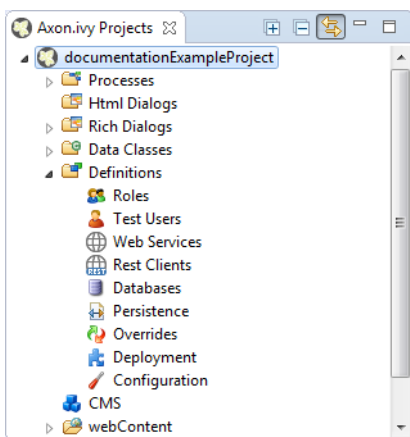 Axon.ivy Projects
documentationExampleProject
Processes
Html Dialogs
Rich Dialogs
Data Classes
Definitions
Roles
Test Users
Web Services
REST Rest Clients
Databases
Persistence
Overrides
Deployment
Configuration
CMS
webContent